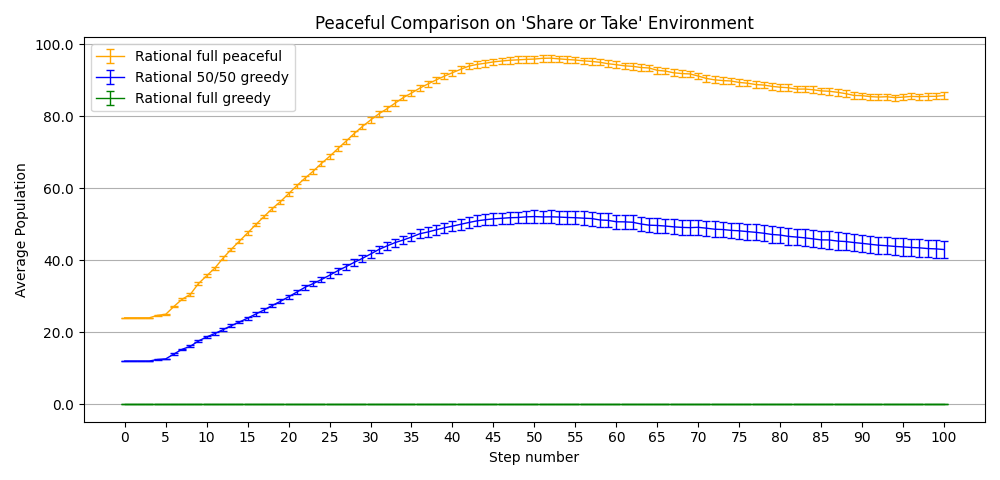 Peaceful Comparison on 'Share or Take' Environment
Rational full peaceful
Rational 50/50 greedy
Rational full greedy
Average Population
100.0
80.0
60.0
40.0
20.0
0.0
0 5 10 15 20 25 30 35 40 45 50 55 60 65 70 75 80 85 90 95 100
Step number